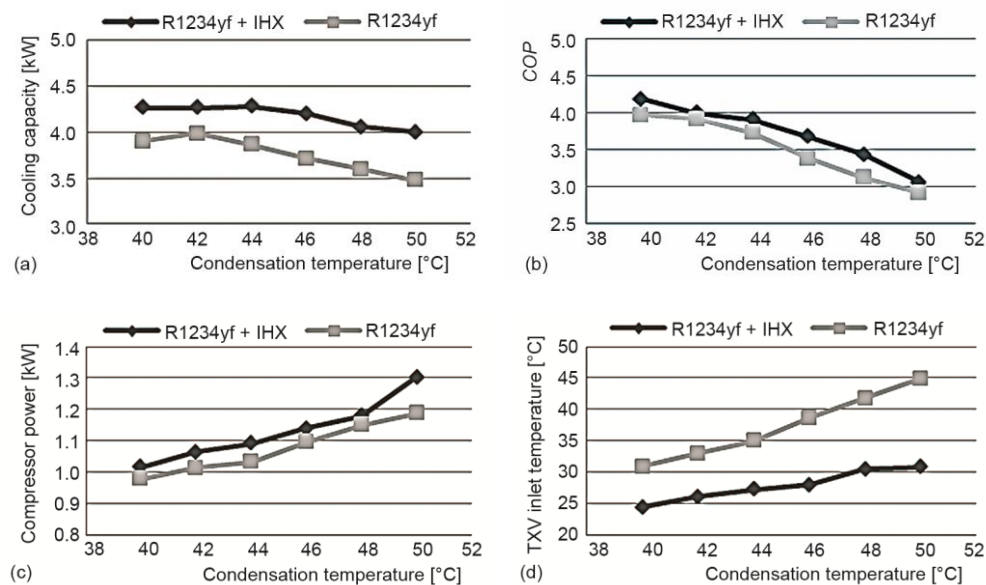 R1234yf + IHX R1234yf
Cooling capacity [kW]
5.0
4.5
4.0
3.5
3.0
38 40 42 44 46 48 50 52
(a) Condensation temperature [°C]
R1234yf + IHX R1234yf
COP
5.0
4.5
4.0
3.5
3.0
2.5
38 40 42 44 46 48 50 52
(b) Condensation temperature [°C]
R1234yf + IHX R1234yf
Compressor power [kW]
1.4
1.3
1.2
1.1
1.0
0.9
0.8
38 40 42 44 46 48 50 52
(c) Condensation temperature [°C]
R1234yf + IHX R1234yf
TXV inlet temperature [°C]
50
45
40
35
30
25
20
38 40 42 44 46 48 50 52
(d) Condensation temperature [°C]